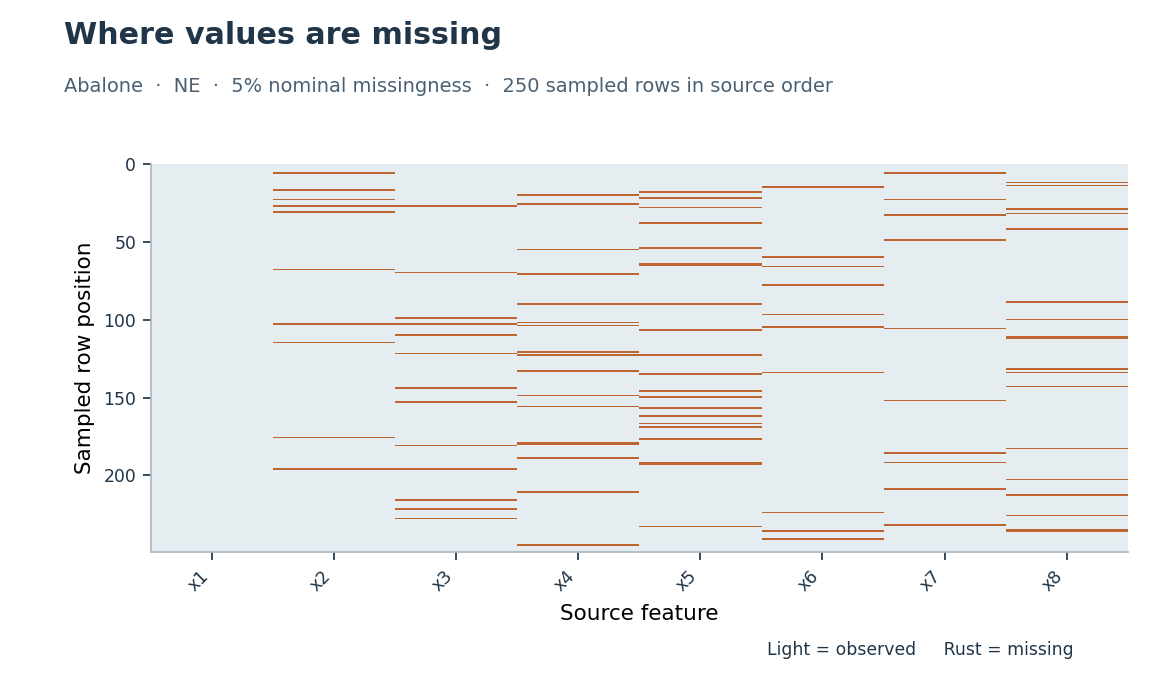 Where values are missing
Abalone · NE · 5% nominal missingness · 250 sampled rows in source order
0
50
100
150
200
Sampled row position
x1 x2 x3 x4 x5 x6 x7 x8
Source feature
Light = observed Rust = missing